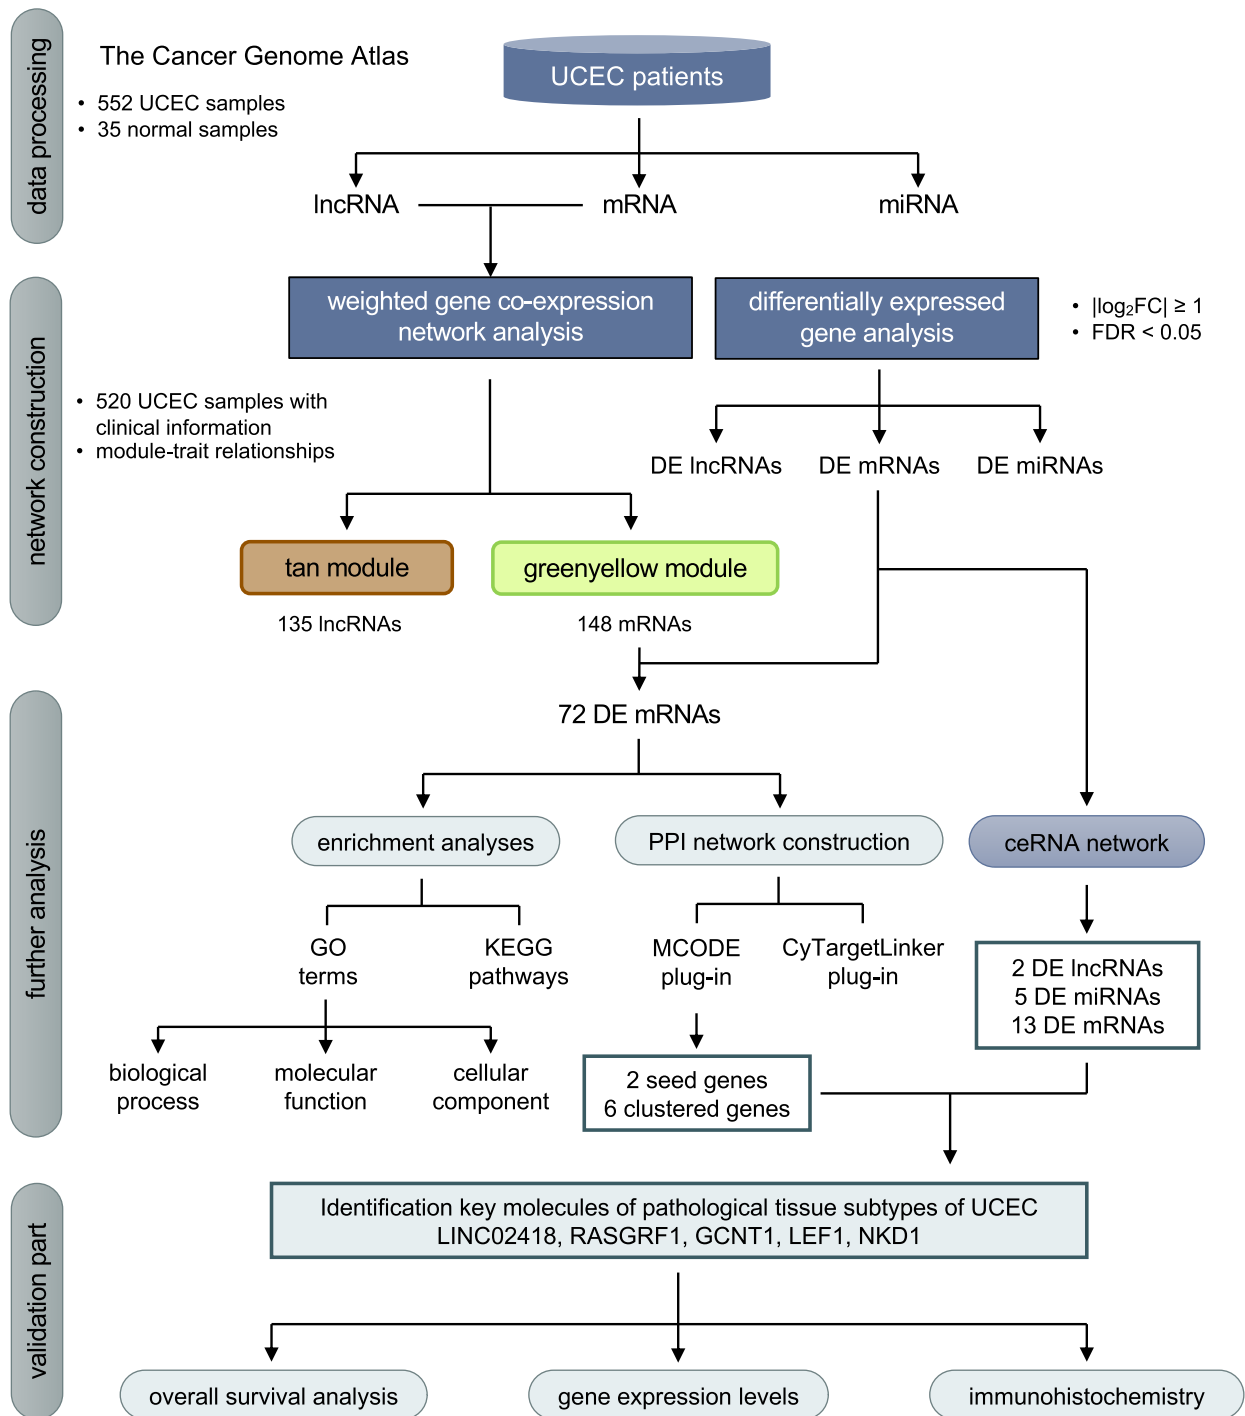 data processing
The Cancer Genome Atlas
• 552 UCEC samples
• 35 normal samples
UCEC patients
lncRNA
mRNA
miRNA
network construction
weighted gene co-expression
network analysis
differentially expressed
gene analysis
• |log₂FC| ≥ 1
• FDR < 0.05
• 520 UCEC samples with
clinical information
• module-trait relationships
DE lncRNAs
DE mRNAs
DE miRNAs
tan module
greenyellow module
135 lncRNAs
148 mRNAs
further analysis
72 DE mRNAs
enrichment analyses
PPI network construction
ceRNA network
GO
terms
KEGG
pathways
MCODE
plug-in
CyTargetLinker
plug-in
2 DE lncRNAs
5 DE miRNAs
13 DE mRNAs
biological
process
molecular
function
cellular
component
2 seed genes
6 clustered genes
validation part
Identification key molecules of pathological tissue subtypes of UCEC
LINC02418, RASGRF1, GCNT1, LEF1, NKD1
overall survival analysis
gene expression levels
immunohistochemistry